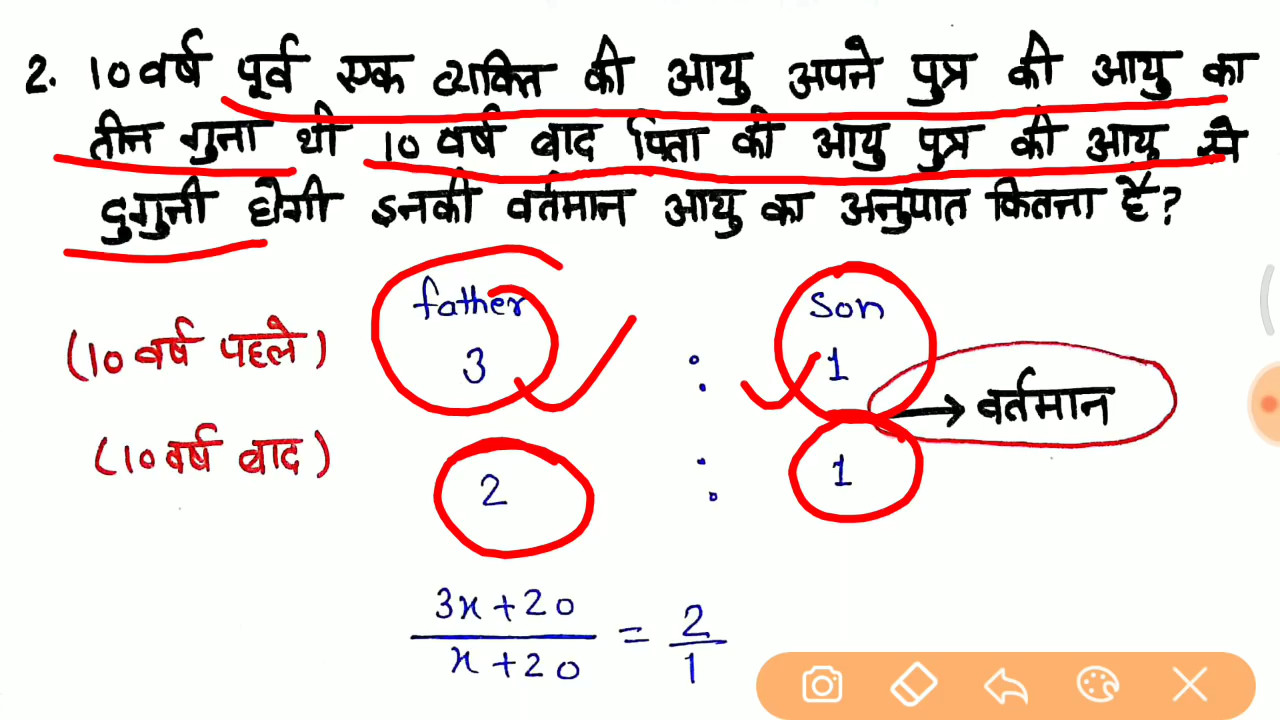 2. 10 वर्ष पूर्व एक व्यक्ति की आयु अपने पुत्र की आयु का
तीन गुना थी 10 वर्ष बाद पिता की आयु पुत्र की आयु से
दुगुनी होगी इनकी वर्तमान आयु का अनुपात कितना है?
father son
(10 वर्ष पहले) 3 : 1
→ वर्तमान
(10 वर्ष बाद) 2 : 1
3x+20 / x+20 = 2 / 1